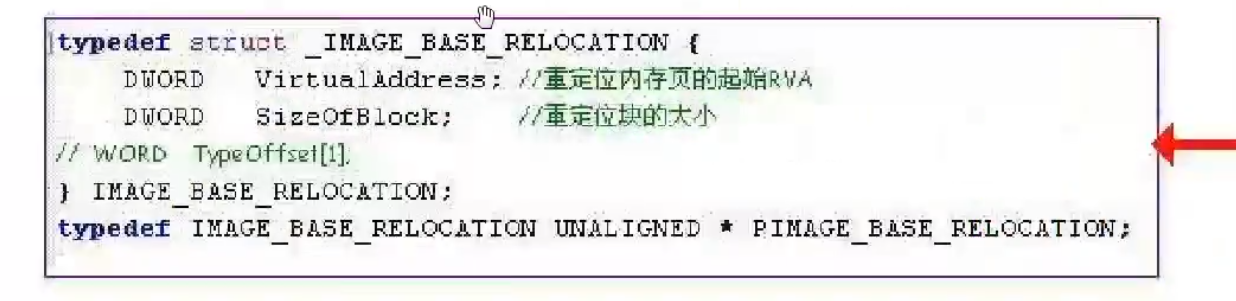 typedef struct _IMAGE_BASE_RELOCATION {
DWORD VirtualAddress; //重定位内存页的起始RVA
DWORD SizeOfBlock; //重定位块的大小
// WORD TypeOffset[1];
} IMAGE_BASE_RELOCATION;
typedef IMAGE_BASE_RELOCATION UNALIGNED * PIMAGE_BASE_RELOCATION;